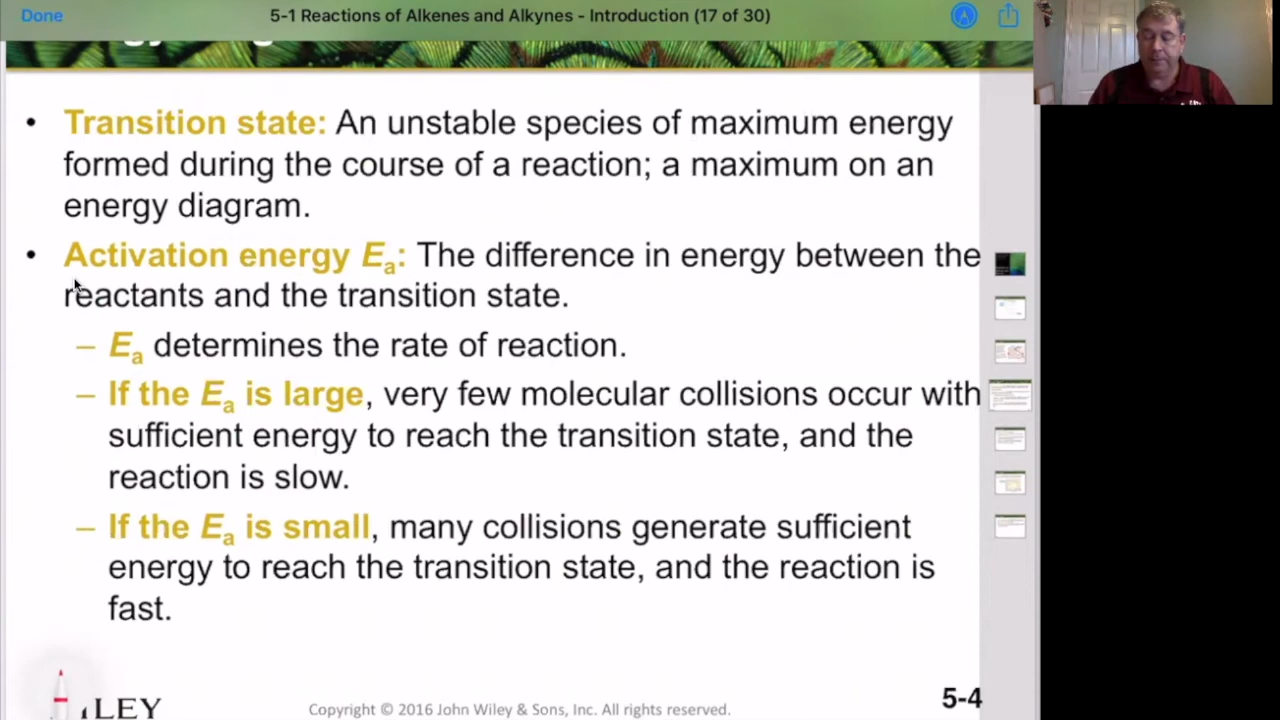 Done
5-1 Reactions of Alkenes and Alkynes - Introduction (17 of 30)
• Transition state: An unstable species of maximum energy
formed during the course of a reaction; a maximum on an
energy diagram.
• Activation energy Ea: The difference in energy between the
reactants and the transition state.
– Ea determines the rate of reaction.
– If the Ea is large, very few molecular collisions occur with
sufficient energy to reach the transition state, and the
reaction is slow.
– If the Ea is small, many collisions generate sufficient
energy to reach the transition state, and the reaction is
fast.
LEY
Copyright © 2016 John Wiley & Sons, Inc. All rights reserved.
5-4